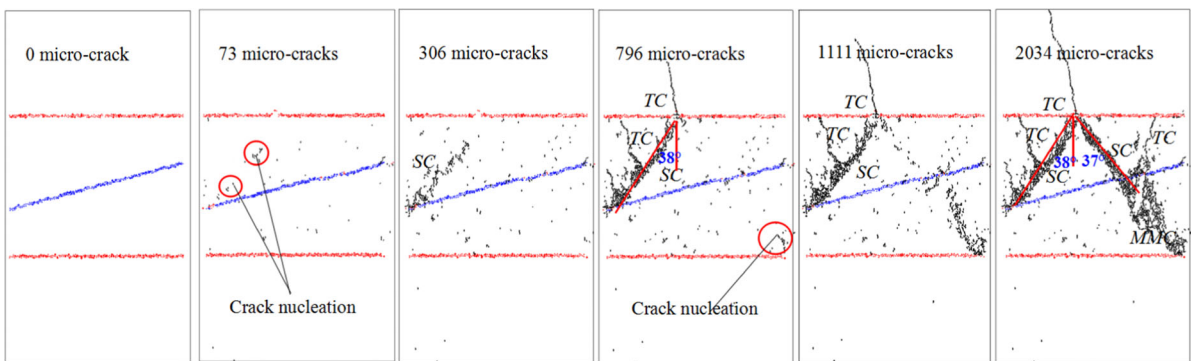 0 micro-crack
73 micro-cracks
Crack nucleation
306 micro-cracks
SC
796 micro-cracks
TC
TC
38°
SC
Crack nucleation
1111 micro-cracks
TC
TC
SC
2034 micro-cracks
TC
TC
TC
SC
38°
37°
SC
MMC